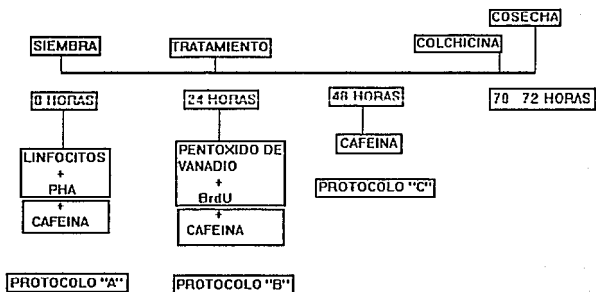 COSECHA
SIEMBRA
TRATAMIENTO
COLCHICINA
0 HORAS
24 HORAS
48 HORAS
70 72 HORAS
LINFOCITOS
+
PHA
+
CAFEINA
PENTOXIDO DE
VANADIO
+
BrdU
+
CAFEINA
CAFEINA
PROTOCOLO "C"
PROTOCOLO "A"
PROTOCOLO "B"